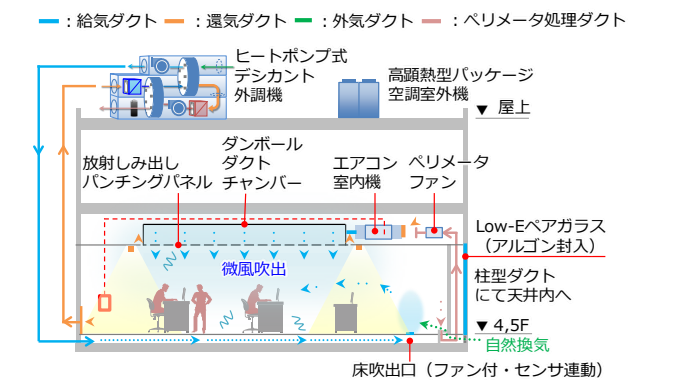 ：給気ダクト ：還気ダクト ：外気ダクト ：ペリメータ処理ダクト
ヒートポンプ式
デシカント
外調機
高顕熱型パッケージ
空調室外機
▼ 屋上
放射しみ出し
パンチングパネル
ダンボール
ダクト
チャンバー
エアコン
室内機
ペリメータ
ファン
Low-Eペアガラス
（アルゴン封入）
微風吹出
柱型ダクト
にて天井内へ
▼ 4,5F
自然換気
床吹出口（ファン付・センサ連動）